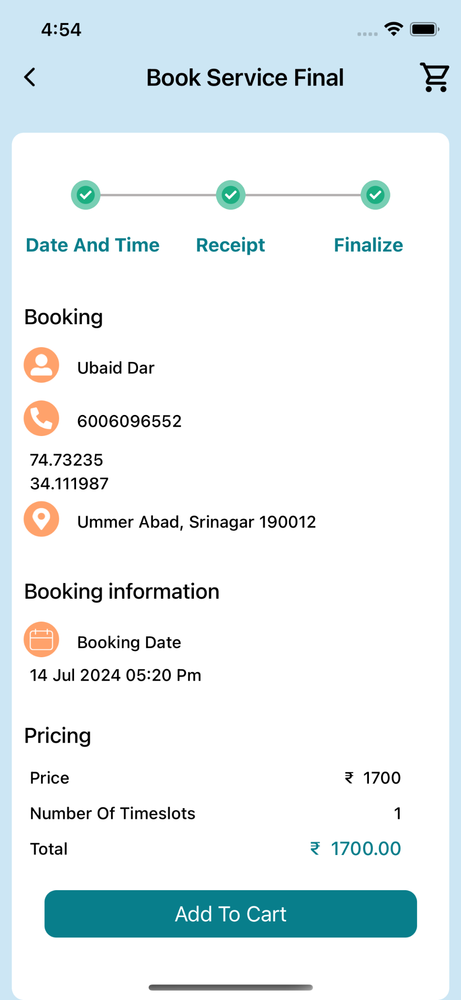 4:54
Book Service Final
Date And Time Receipt Finalize
Booking
Ubaid Dar
6006096552
74.73235
34.111987
Ummer Abad, Srinagar 190012
Booking information
Booking Date
14 Jul 2024 05:20 Pm
Pricing
Price ₹ 1700
Number Of Timeslots 1
Total ₹ 1700.00
Add To Cart